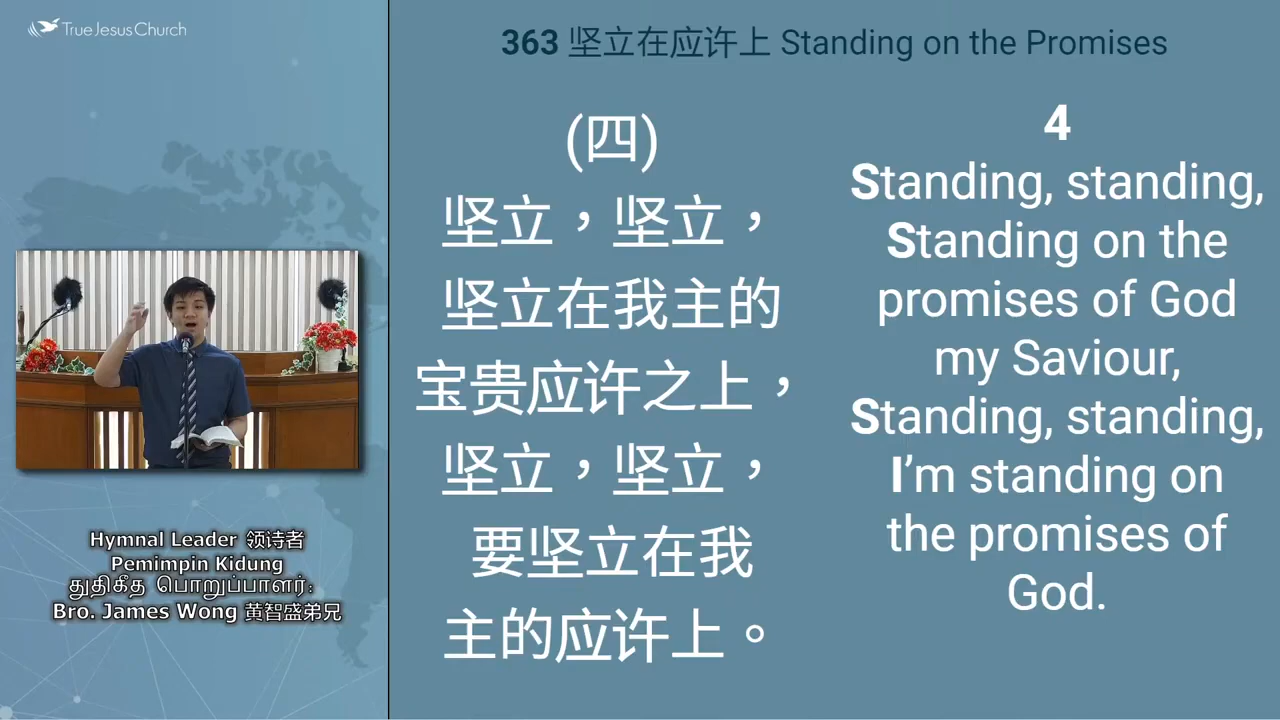 True Jesus Church
363 坚立在应许上 Standing on the Promises
(四)
坚立，坚立，
坚立在我主的
宝贵应许之上，
坚立，坚立，
要坚立在我
主的应许上。
4
Standing, standing,
Standing on the
promises of God
my Saviour,
Standing, standing,
I’m standing on
the promises of
God.
Hymnal Leader 领诗者
Pemimpin Kidung
துதிகீத பொறுப்பாளர்:
Bro. James Wong 黄智盛弟兄